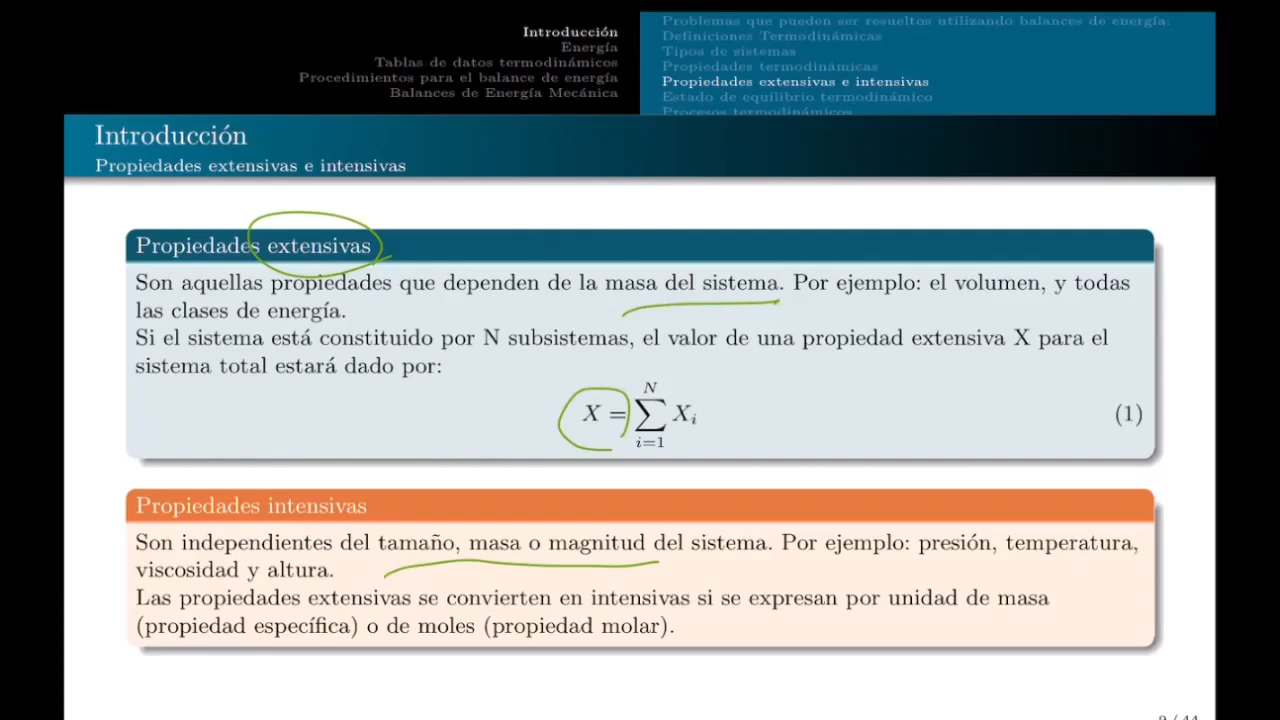 Introducción
Energía
Tablas de datos termodinámicos
Procedimientos para el balance de energía
Balances de Energía Mecánica
Problemas que pueden ser resueltos utilizando balances de energía.
Definiciones Termodinámicas
Tipos de sistemas
Propiedades termodinámicas
Propiedades extensivas e intensivas
Estado de equilibrio termodinámico
Procesos termodinámicos
Introducción
Propiedades extensivas e intensivas
Propiedades extensivas
Son aquellas propiedades que dependen de la masa del sistema. Por ejemplo: el volumen, y todas
las clases de energía.
Si el sistema está constituido por N subsistemas, el valor de una propiedad extensiva X para el
sistema total estará dado por:
X = ∑_{i=1}^{N} X_i (1)
Propiedades intensivas
Son independientes del tamaño, masa o magnitud del sistema. Por ejemplo: presión, temperatura,
viscosidad y altura.
Las propiedades extensivas se convierten en intensivas si se expresan por unidad de masa
(propiedad específica) o de moles (propiedad molar).